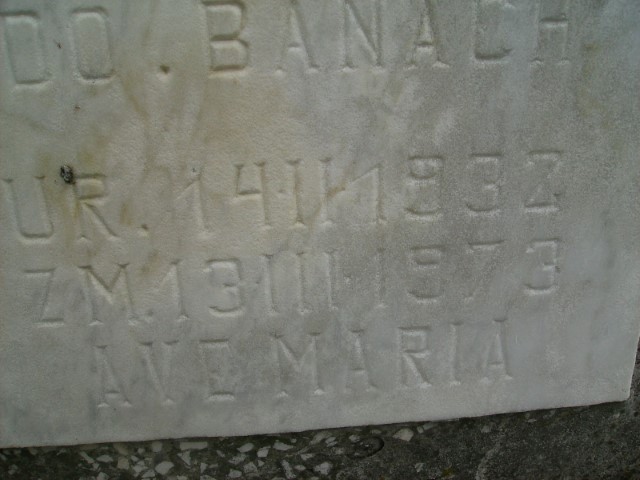 DO. BANACH
UR. 14·II·1932
ZM.13·III·1973
AVE MARIA